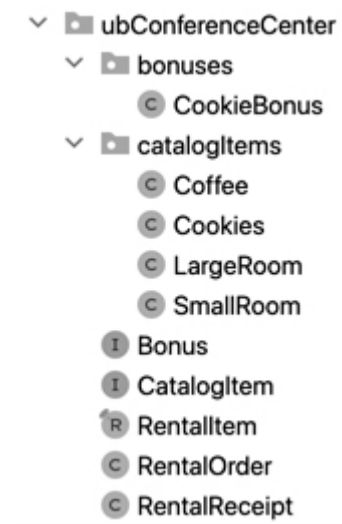 ubConferenceCenter
bonuses
C CookieBonus
catalogItems
C Coffee
C Cookies
C LargeRoom
C SmallRoom
I Bonus
I CatalogItem
R RentalItem
C RentalOrder
C RentalReceipt